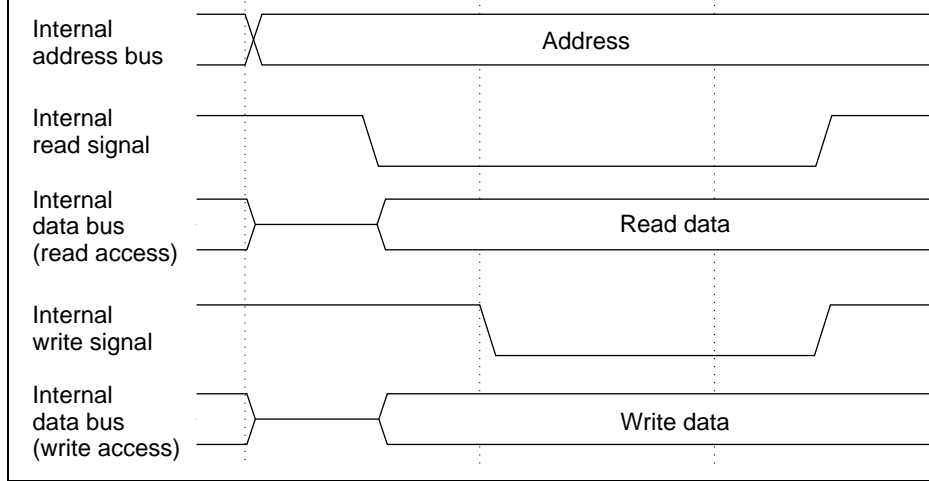 Internal
address bus
Address
Internal
read signal
Internal
data bus
(read access)
Read data
Internal
write signal
Internal
data bus
(write access)
Write data